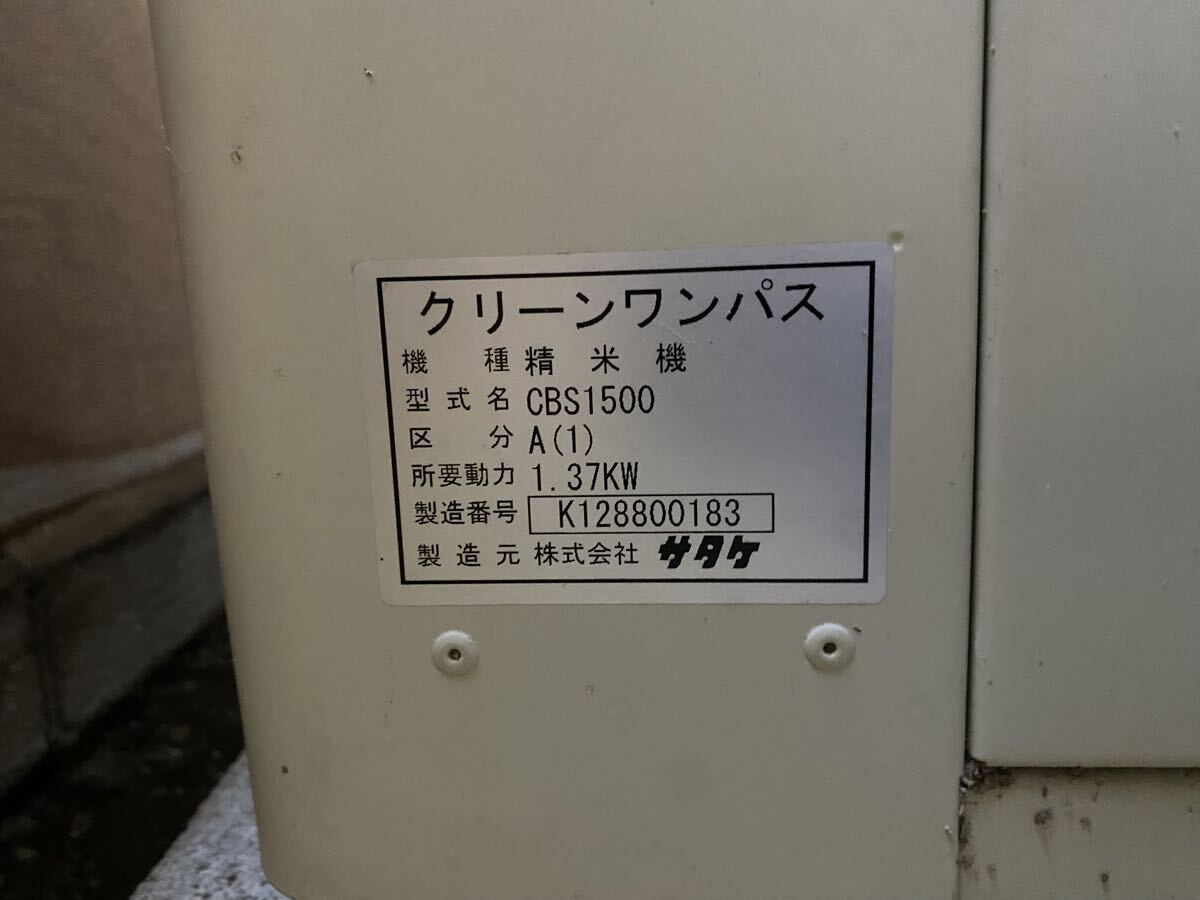 クリーンワンパス
機種 精米機
型式名 CBS1500
区分 A(1)
所要動力 1.37KW
製造番号 K128800183
製造元 株式会社 サタケ